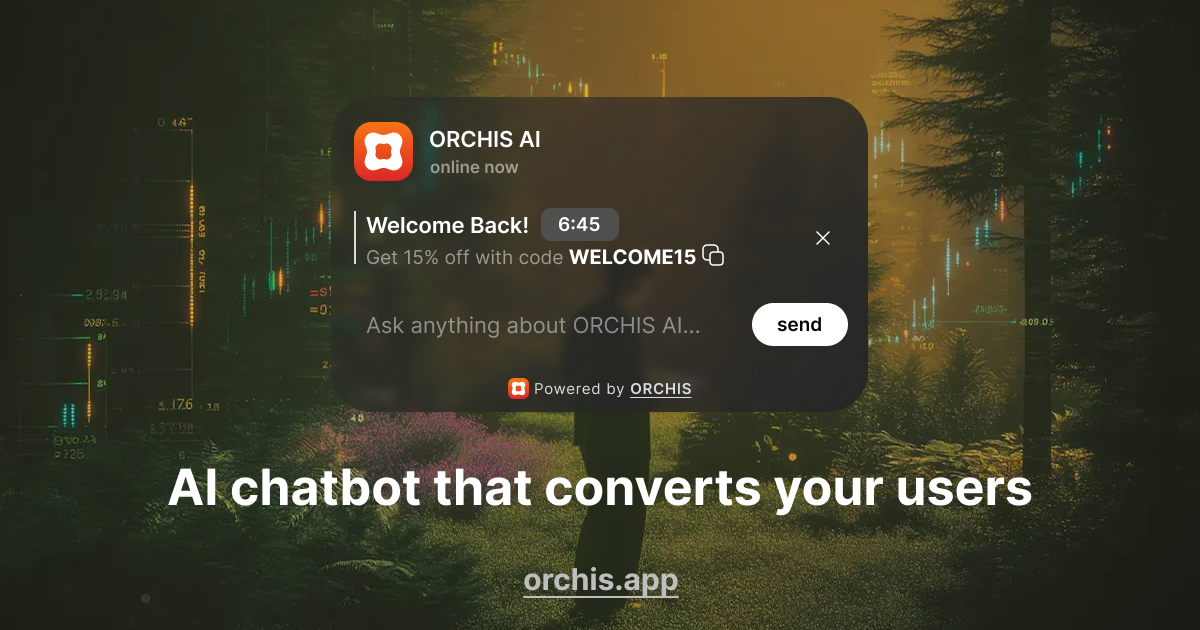 ORCHIS AI
online now
Welcome Back! 6:45
Get 15% off with code WELCOME15
Ask anything about ORCHIS AI...
send
Powered by ORCHIS
AI chatbot that converts your users
orchis.app